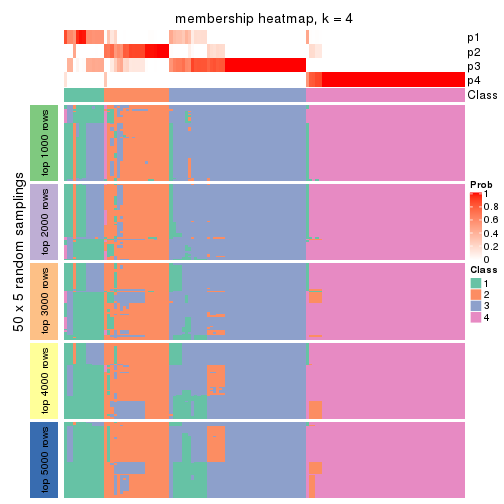 membership heatmap, k = 4
p1
p2
p3
p4
Class
50 x 5 random samplings
top 1000 rows
top 2000 rows
top 3000 rows
top 4000 rows
top 5000 rows
Prob
1
0.8
0.6
0.4
0.2
0
Class
1
2
3
4